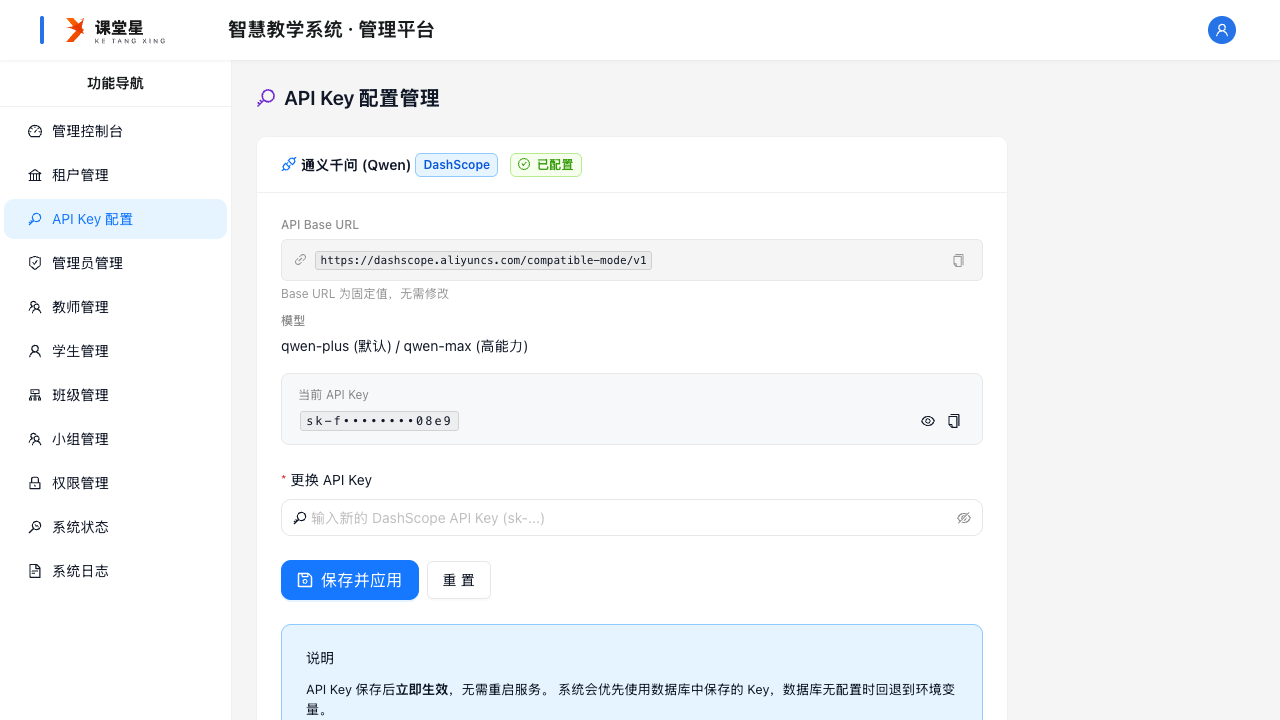 课堂星
KE TANG XING
智慧教学系统 · 管理平台
功能导航
管理控制台
租户管理
API Key 配置
管理员管理
教师管理
学生管理
班级管理
小组管理
权限管理
系统状态
系统日志
API Key 配置管理
通义千问 (Qwen) DashScope 已配置
API Base URL
https://dashscope.aliyuncs.com/compatible-mode/v1
Base URL 为固定值，无需修改
模型
qwen-plus (默认) / qwen-max (高能力)
当前 API Key
sk-f••••••••08e9
* 更换 API Key
输入新的 DashScope API Key (sk-...)
保存并应用 重 置
说明
API Key 保存后立即生效，无需重启服务。 系统会优先使用数据库中保存的 Key，数据库无配置时回退到环境变
量。